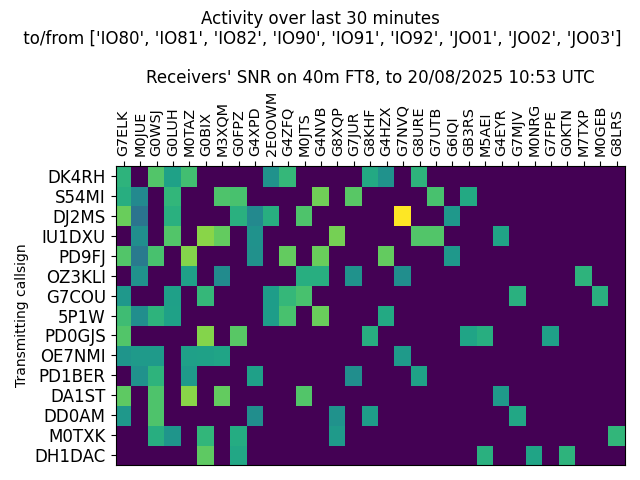 Activity over last 30 minutes
to/from ['IO80', 'IO81', 'IO82', 'IO90', 'IO91', 'IO92', 'JO01', 'JO02', 'JO03']
Receivers' SNR on 40m FT8, to 20/08/2025 10:53 UTC
G7ELK
M0JUE
G0WSJ
G0LUH
M0TAZ
G0BIX
M3XQM
G0FPZ
G4XPD
2E0OWM
G4ZFQ
M0JTS
G4NVB
G8XQP
G7JUR
G8KHF
G4HZX
G7NVQ
G8URE
G7UTB
G6IQI
GB3RS
M5AEI
G4EYR
G7MJV
M0NRG
G7FPE
G0KTN
M7TXP
M0GEB
G8LRS
Transmitting callsign
DK4RH
S54MI
DJ2MS
IU1DXU
PD9FJ
OZ3KLI
G7COU
5P1W
PD0GJS
OE7NMI
PD1BER
DA1ST
DD0AM
M0TXK
DH1DAC